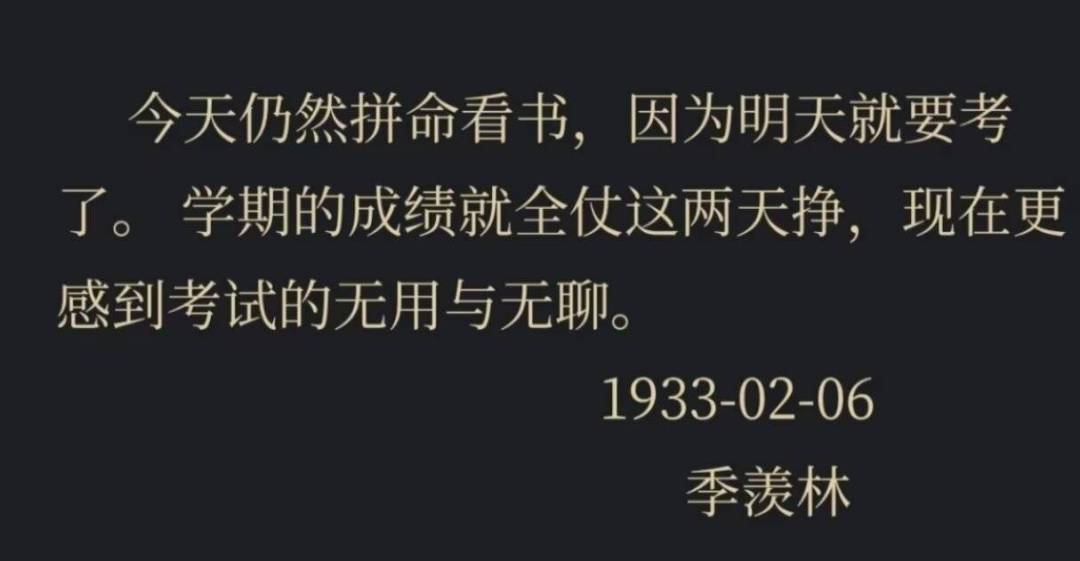 今天仍然拼命看书，因为明天就要考
了。 学期的成绩就全仗这两天挣，现在更
感到考试的无用与无聊。
1933-02-06
季羡林